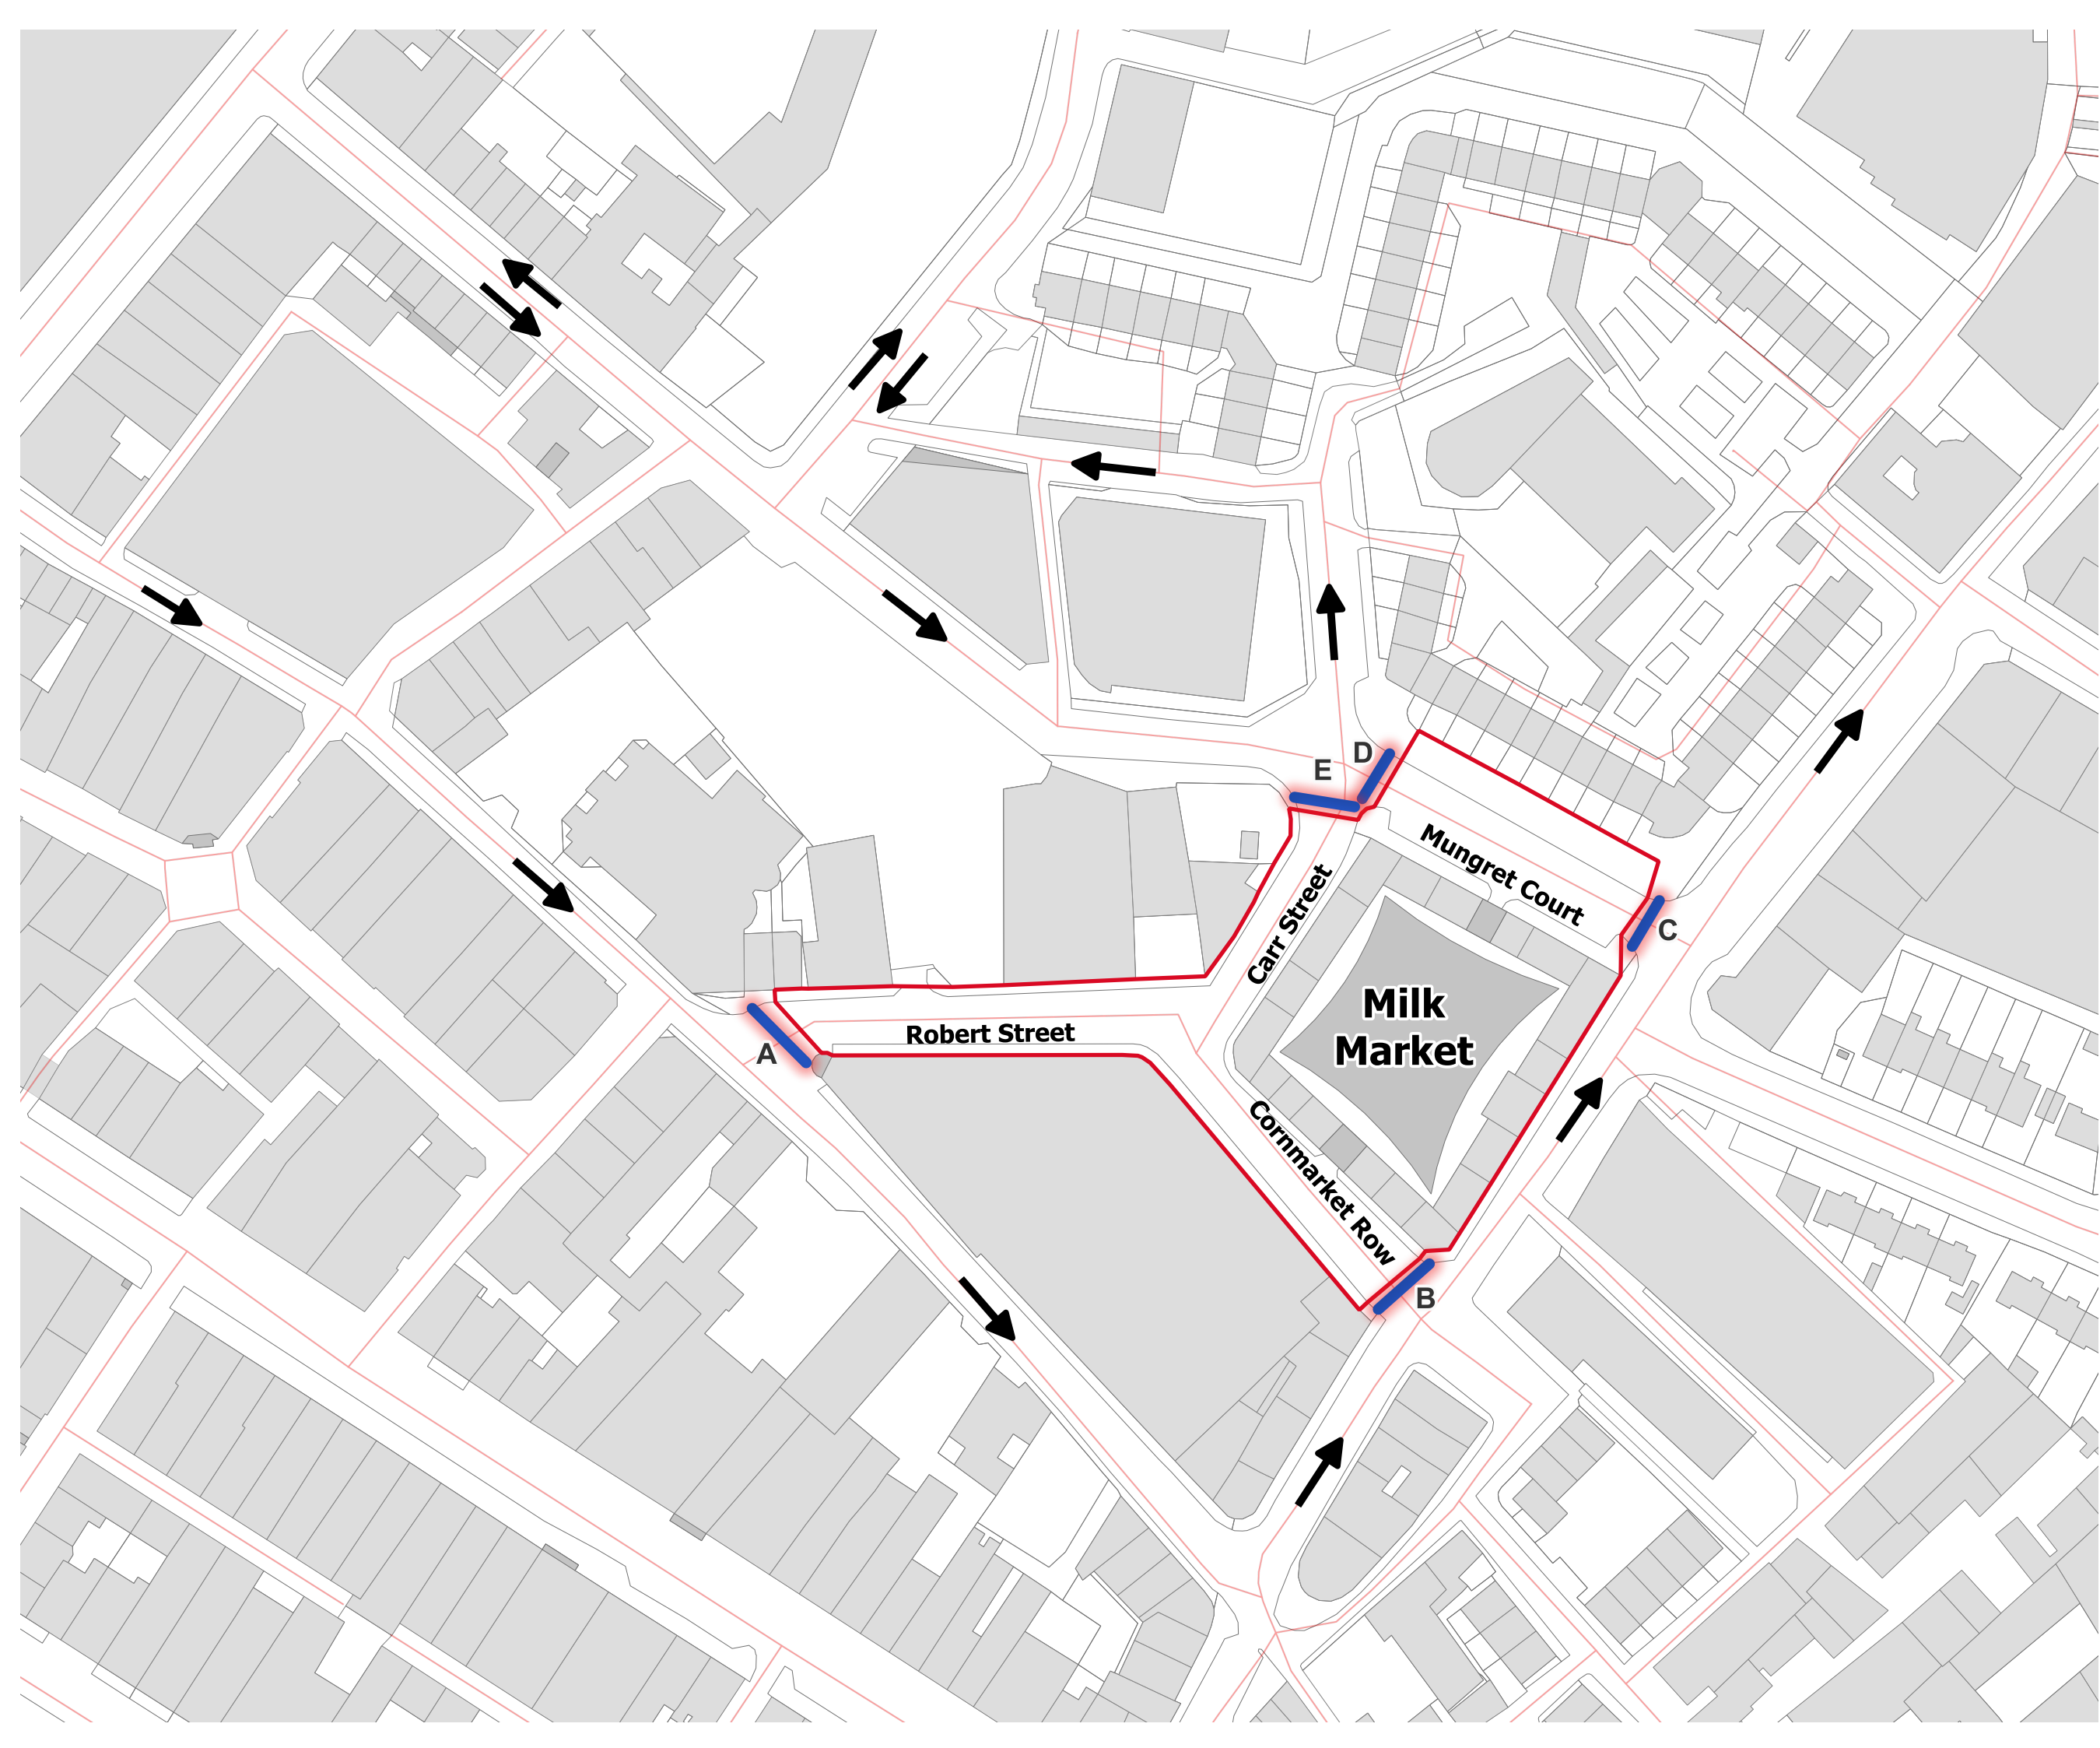 D
E
Mungret Court
C
Carr Street
Milk
Market
Robert Street
A
Cornmarket Row
B